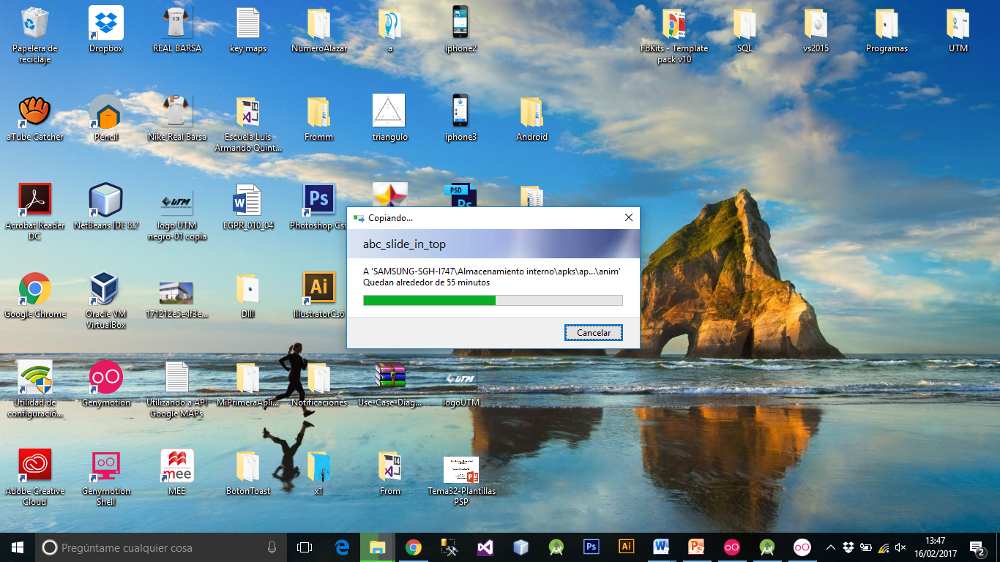 Papelera de
reciclaje
Dropbox
REAL BARSA
key maps
NumeroAlazar
a
iphone2
FbKits - Template
pack v10
SQL
vs2015
Programas
UTM
aTube Catcher
Pencil
Nike Real Barsa
Escuela Luis
Armando Quint...
Fromm
triangulo
iphone3
Android
Acrobat Reader
DC
NetBeans IDE 8.2
logo UTM
negro-01 copia
EGPR_010_04
Photoshop Cs6
PSD
Copiando...
abc_slide_in_top
A 'SAMSUNG-SGH-I747\Almacenamiento interno\apks\ap...\anim'
Quedan alrededor de 55 minutos
Cancelar
Google Chrome
Oracle VM
VirtualBox
171212e5e4f3e...
DIII
IllustratorCs6
Utilidad de
configuració...
Genymotion
Utilizando a API
Google MAPs
MiPrimeraApli...
Notificaciones
Use-Case-Diag...
logoUTM
Adobe Creative
Cloud
Genymotion
Shell
MEE
BotonToast
x1
From
Tema32-Plantillas
PSP
Pregúntame cualquier cosa
13:47
16/02/2017
2